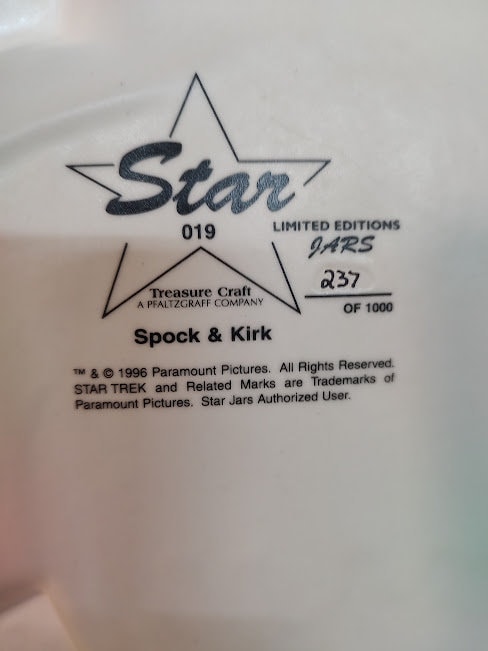 Star
019
LIMITED EDITIONS
JARS
237
OF 1000
Treasure Craft
A PFALTZGRAFF COMPANY
Spock & Kirk
™ & © 1996 Paramount Pictures. All Rights Reserved.
STAR TREK and Related Marks are Trademarks of
Paramount Pictures. Star Jars Authorized User.